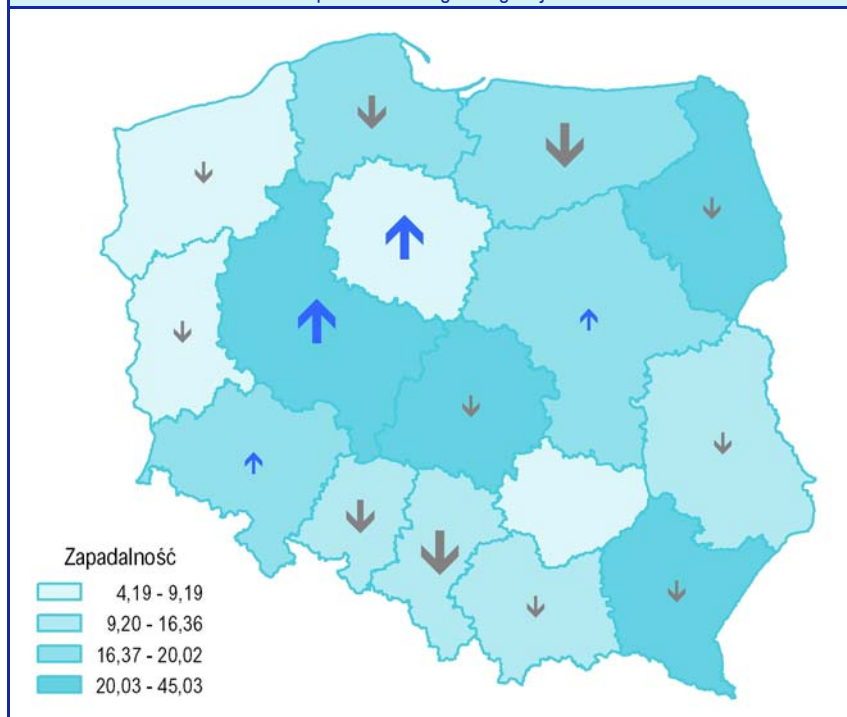 Zapadalność
4,19 - 9,19
9,20 - 16,36
16,37 - 20,02
20,03 - 45,03